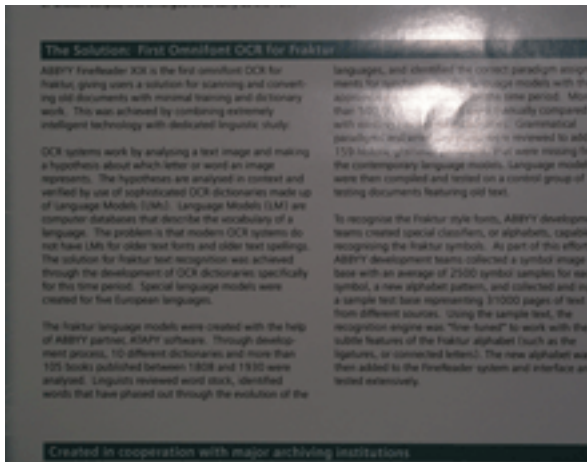 The Solution: First Omnifont OCR for Fraktur
ABBYY FineReader XIX is the first omnifont OCR for
Fraktur, giving users a solution for scanning and convert-
ing old documents with minimal training and dictionary
work. This was achieved by combining extremely
intelligent technology with dedicated linguistic study:
OCR systems work by analysing a text image and making
a hypothesis about which letter or word an image
represents. The hypotheses are analysed in context and
verified by use of sophisticated OCR dictionaries made up
of Language Models (LMs). Language Models (LM) are
computer databases that describe the vocabulary of a
language. The problem is that modern OCR systems do
not have LMs for older text fonts and older text spellings.
The solution for Fraktur text recognition was achieved
through the development of OCR dictionaries specifically
for this time period. Special language models were
created for five European languages.
The Fraktur language models were created with the help
of ABBYY partner, ATAPY software. Through develop-
ment process, 10 different dictionaries and more than
105 books published between 1808 and 1930 were
analysed. Linguists reviewed word stock, identified
words that have phased out through the evolution of the
languages, and identified the correct paradigm
ments for language models with
time period.
than
Grammatical
reviewed to
159 were missing
the contemporary language models. Language
were then compiled and tested on a control group of
testing documents featuring old text.
To recognise the Fraktur style fonts, ABBYY
teams created special classifiers, or alphabets,
recognising the Fraktur symbols. As part of this
ABBYY development teams collected a symbol image
base with an average of 2500 symbol samples for
symbol, a new alphabet pattern, and collected and
a sample text base representing 31000 pages of text
from different sources. Using the sample text, the
recognition engine was "fine-tuned" to work with
subtle features of the Fraktur alphabet (such as the
ligatures, or connected letters). The new alphabet
then added to the FineReader system and interface
tested extensively.
Created in cooperation with major archiving institutions